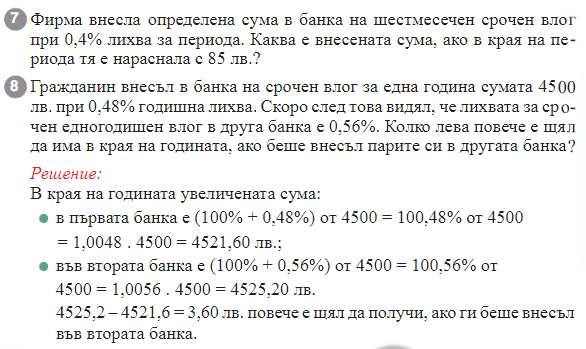 7 Фирма внесла определена сума в банка на шестмесечен срочен влог
при 0,4% лихва за периода. Каква е внесената сума, ако в края на пе-
риода тя е нараснала с 85 лв.?
8 Гражданин внесъл в банка на срочен влог за една година сумата 4500
лв. при 0,48% годишна лихва. Скоро след това видял, че лихвата за сро-
чен едногодишен влог в друга банка е 0,56%. Колко лева повече е щял
да има в края на годината, ако беше внесъл парите си в другата банка?
Решение:
В края на годината увеличената сума:
• в първата банка е (100% + 0,48%) от 4500 = 100,48% от 4500
= 1,0048 . 4500 = 4521,60 лв.;
• във втората банка е (100% + 0,56%) от 4500 = 100,56% от
4500 = 1,0056 . 4500 = 4525,20 лв.
4525,2 – 4521,6 = 3,60 лв. повече е щял да получи, ако ги беше внесъл
във втората банка.